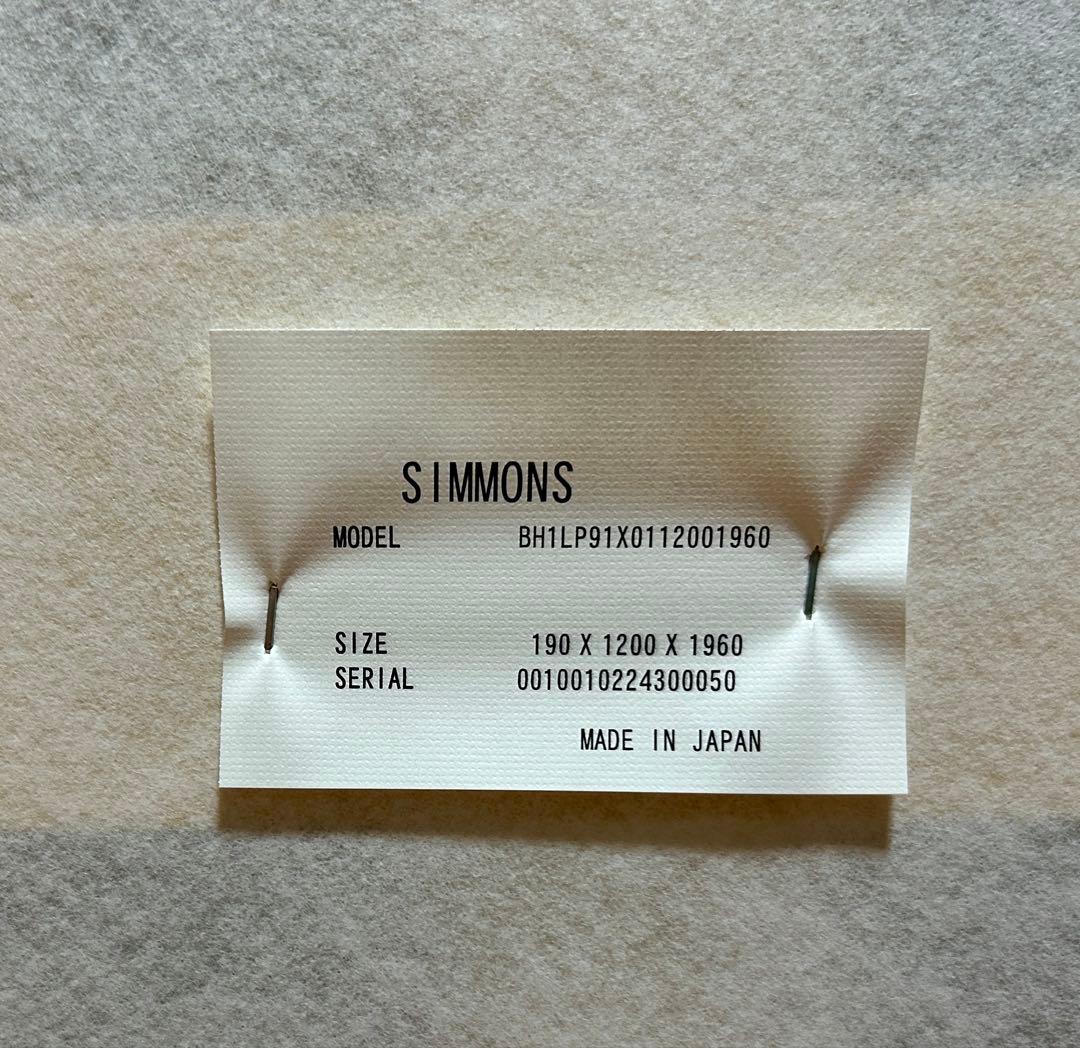 SIMMONS
MODEL BH1LP91X0112001960
SIZE 190 X 1200 X 1960
SERIAL 0010010224300050
MADE IN JAPAN